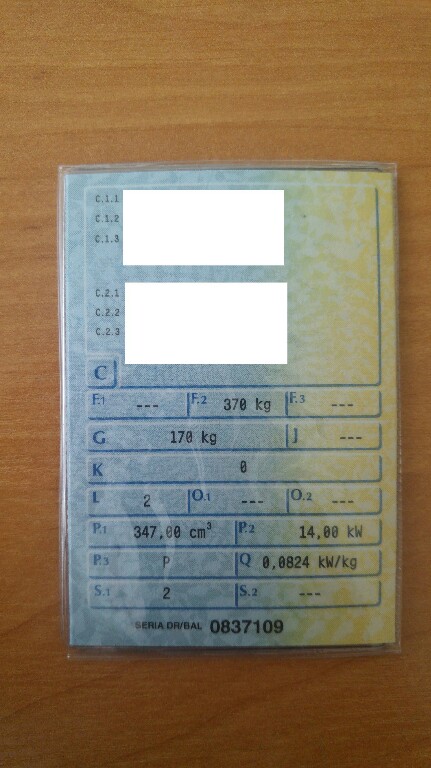 C.1.1
C.1.2
C.1.3
C.2.1
C.2.2
C.2.3
C
F.1 --- F.2 370 kg F.3 ---
G 170 kg J ---
K 0
L 2 O.1 --- O.2 ---
P.1 347,00 cm³ P.2 14,00 kW
P.3 P Q 0,0824 kW/kg
S.1 2 S.2 ---
SERIA DR/BAL 0837109